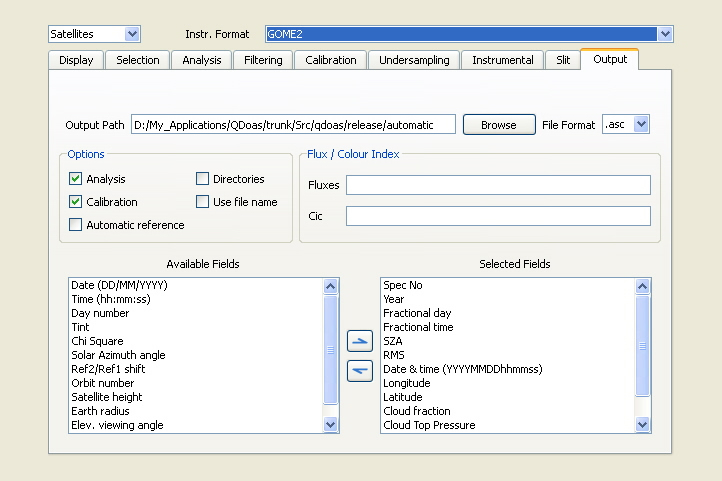 Satellites Instr. Format GOME2
Display Selection Analysis Filtering Calibration Undersampling Instrumental Slit Output
Output Path D:/My_Applications/QDoas/trunk/Src/qdoas/release/automatic Browse File Format .asc
Options
Analysis Directories
Calibration Use file name
Automatic reference
Flux / Colour Index
Fluxes
Cic
Available Fields
Date (DD/MM/YYYY)
Time (hh:mm:ss)
Day number
Tint
Chi Square
Solar Azimuth angle
Ref2/Ref1 shift
Orbit number
Satellite height
Earth radius
Elev. viewing angle
Selected Fields
Spec No
Year
Fractional day
Fractional time
SZA
RMS
Date & time (YYYYMMDDhhmmss)
Longitude
Latitude
Cloud fraction
Cloud Top Pressure